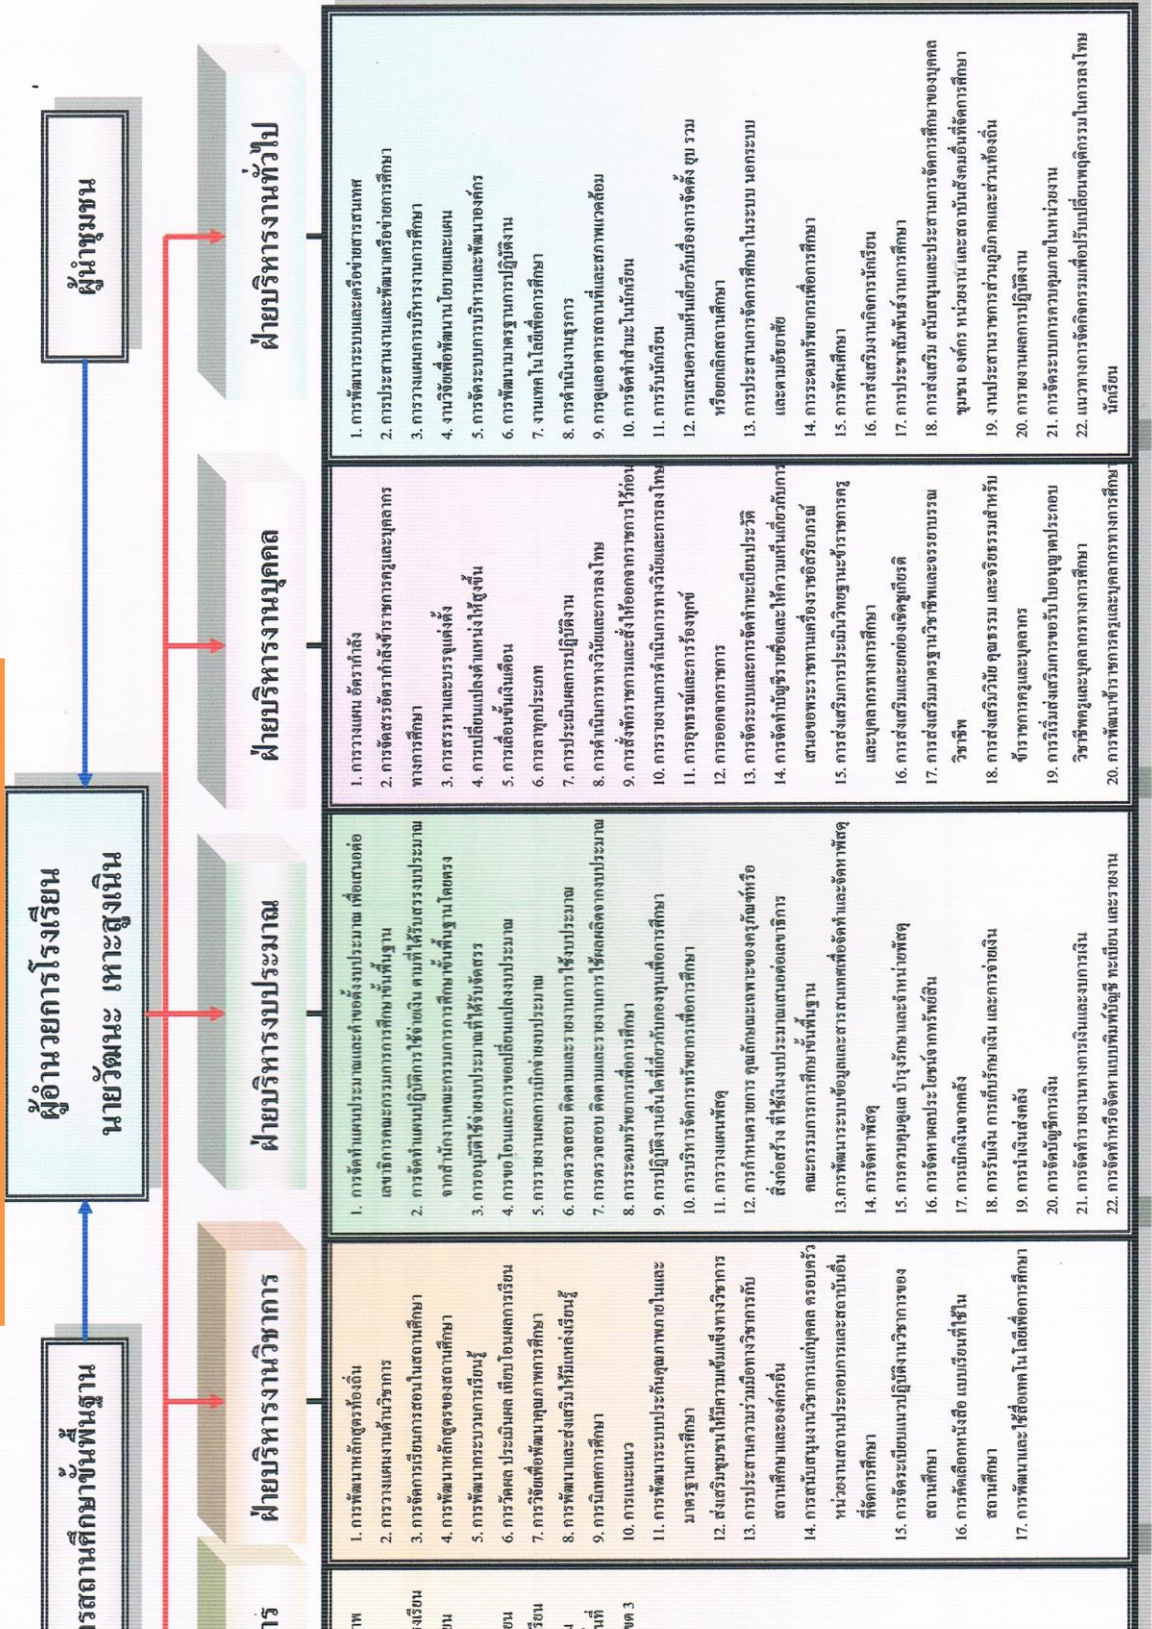 รสถานศึกษาขั้นพื้นฐาน
ผู้อำนวยการโรงเรียน
นายวัฒนะ เหาะสูงเนิน
ผู้นำชุมชน
การ
าพ
งเรียน
ยน
ยน
รียน
น
นที่
ขต 3
ฝ่ายบริหารงานวิชาการ
1. การพัฒนาหลักสูตรท้องถิ่น
2. การวางแผนงานด้านวิชาการ
3. การจัดการเรียนการสอนในสถานศึกษา
4. การพัฒนาหลักสูตรของสถานศึกษา
5. การพัฒนากระบวนการเรียนรู้
6. การวัดผล ประเมินผล เทียบโอนผลการเรียน
7. การวิจัยเพื่อพัฒนาคุณภาพการศึกษา
8. การพัฒนาและส่งเสริมให้มีแหล่งเรียนรู้
9. การนิเทศการศึกษา
10. การแนะแนว
11. การพัฒนาระบบประกันคุณภาพภายในและ
มาตรฐานการศึกษา
12. ส่งเสริมชุมชนให้มีความเข้มแข็งทางวิชาการ
13. การประสานความร่วมมือทางวิชาการกับ
สถานศึกษาและองค์กรอื่น
14. การสนับสนุนงานวิชาการแก่บุคคล ครอบครัว
หน่วยงานสถานประกอบการและสถาบันอื่น
ที่จัดการศึกษา
15. การจัดระเบียบแนวปฏิบัติงานวิชาการของ
สถานศึกษา
16. การคัดเลือกหนังสือ แบบเรียนที่ใช้ใน
สถานศึกษา
17. การพัฒนาและใช้สื่อเทคโนโลยีเพื่อการศึกษา
ฝ่ายบริหารงบประมาณ
1. การจัดทำแผนประมาณและคำขอตั้งงบประมาณ เพื่อเสนอต่อ
เลขาธิการคณะกรรมการการศึกษาขั้นพื้นฐาน
2. การจัดทำแผนปฏิบัติการใช้จ่ายเงิน ตามที่ได้รับสรรงบประมาณ
จากสำนักงานคณะกรรมการการศึกษาขั้นพื้นฐานโดยตรง
3. การอนุมัติใช้จ่ายงบประมาณที่ได้รับจัดสรร
4. การขอโอนและการขอเปลี่ยนแปลงงบประมาณ
5. การรายงานผลการเบิกจ่ายงบประมาณ
6. การตรวจสอบ ติดตามและรายงานการใช้งบประมาณ
7. การตรวจสอบ ติดตามและรายงานการใช้ผลผลิตจากงบประมาณ
8. การระดมทรัพยากรเพื่อการศึกษา
9. การปฏิบัติงานอื่นใดที่เกี่ยวกับกองทุนเพื่อการศึกษา
10. การบริหารจัดการทรัพยากรเพื่อการศึกษา
11. การวางแผนพัสดุ
12. การกำหนดรายการ คุณลักษณะเฉพาะของครุภัณฑ์หรือ
สิ่งก่อสร้าง ที่ใช้เงินงบประมาณเสนอต่อเลขาธิการ
คณะกรรมการการศึกษาขั้นพื้นฐาน
13.การพัฒนาระบบข้อมูลและสารสนเทศเพื่อจัดทำและจัดหาพัสดุ
14. การจัดหาพัสดุ
15. การควบคุมดูแล บำรุงรักษาและจำหน่ายพัสดุ
16. การจัดหาผลประโยชน์จากทรัพย์สิน
17. การเบิกเงินจากคลัง
18. การรับเงิน การเก็บรักษาเงิน และการจ่ายเงิน
19. การนำเงินส่งคลัง
20. การจัดบัญชีการเงิน
21. การจัดทำรายงานทางการเงินและงบการเงิน
22. การจัดทำหรือจัดหาแบบพิมพ์บัญชี ทะเบียน และรายงาน
ฝ่ายบริหารงานบุคคล
1. การวางแผน อัตรากำลัง
2. การจัดสรรอัตรากำลังข้าราชการครูและบุคลากร
ทางการศึกษา
3. การสรรหาและบรรจุแต่งตั้ง
4. การเปลี่ยนแปลงตำแหน่งให้สูงขึ้น
5. การเลื่อนขั้นเงินเดือน
6. การลาทุกประเภท
7. การประเมินผลการปฏิบัติงาน
8. การดำเนินการทางวินัยและการลงโทษ
9. การสั่งพักราชการและสั่งให้ออกจากราชการไว้ก่อน
10. การรายงานการดำเนินการทางวินัยและการลงโทษ
11. การอุทธรณ์และการร้องทุกข์
12. การออกจากราชการ
13. การจัดระบบและการจัดทำทะเบียนประวัติ
14. การจัดทำบัญชีรายชื่อและให้ความเห็นเกี่ยวกับการ
เสนอขอพระราชทานเครื่องราชอิสริยาภรณ์
15. การส่งเสริมการประเมินวิทยฐานะข้าราชการครู
และบุคลากรทางการศึกษา
16. การส่งเสริมและยกย่องเชิดชูเกียรติ
17. การส่งเสริมมาตรฐานวิชาชีพและจรรยาบรรณ
วิชาชีพ
18. การส่งเสริมวินัย คุณธรรม และจริยธรรมสำหรับ
ข้าราชการครูและบุคลากร
19. การริเริ่มส่งเสริมการขอรับใบอนุญาตประกอบ
วิชาชีพครูและบุคลากรทางการศึกษา
20. การพัฒนาข้าราชการครูและบุคลากรทางการศึกษา
ฝ่ายบริหารงานทั่วไป
1. การพัฒนาระบบและเครือข่ายสารสนเทศ
2. การประสานงานและพัฒนาเครือข่ายการศึกษา
3. การวางแผนการบริหารงานการศึกษา
4. งานวิจัยเพื่อพัฒนานโยบายและแผน
5. การจัดระบบการบริหารและพัฒนาองค์กร
6. การพัฒนามาตรฐานการปฏิบัติงาน
7. งานเทคโนโลยีเพื่อการศึกษา
8. การดำเนินงานธุรการ
9. การดูแลอาคารสถานที่และสภาพแวดล้อม
10. การจัดทำสำมะโนนักเรียน
11. การรับนักเรียน
12. การเสนอความเห็นเกี่ยวกับเรื่องการจัดตั้ง ยุบ รวม
หรือยกเลิกสถานศึกษา
13. การประสานการจัดการศึกษาในระบบ นอกระบบ
และตามอัธยาศัย
14. การระดมทรัพยากรเพื่อการศึกษา
15. การทัศนศึกษา
16. การส่งเสริมงานกิจการนักเรียน
17. การประชาสัมพันธ์งานการศึกษา
18. การส่งเสริม สนับสนุนและประสานการจัดการศึกษาของบุคคล
ชุมชน องค์กร หน่วยงาน และสถาบันสังคมอื่นที่จัดการศึกษา
19. งานประสานราชการส่วนภูมิภาคและส่วนท้องถิ่น
20. การรายงานผลการปฏิบัติงาน
21. การจัดระบบการควบคุมภายในหน่วยงาน
22. แนวทางการจัดกิจกรรมเพื่อปรับเปลี่ยนพฤติกรรมในการลงโทษ
นักเรียน